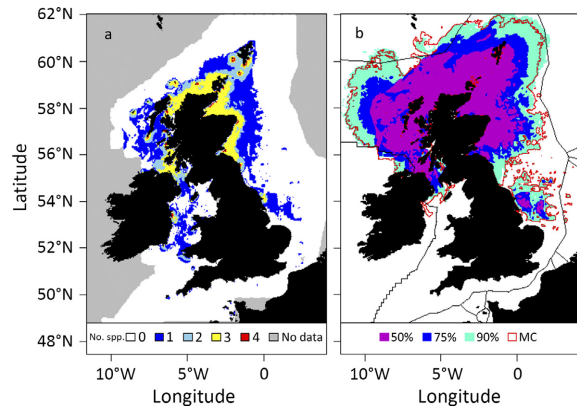 62°N
60°N
58°N
56°N
54°N
52°N
50°N
48°N
Latitude
a
b
No. spp. 0 1 2 3 4 No data
50% 75% 90% MC
10°W 5°W 0
10°W 5°W 0
Longitude
Longitude